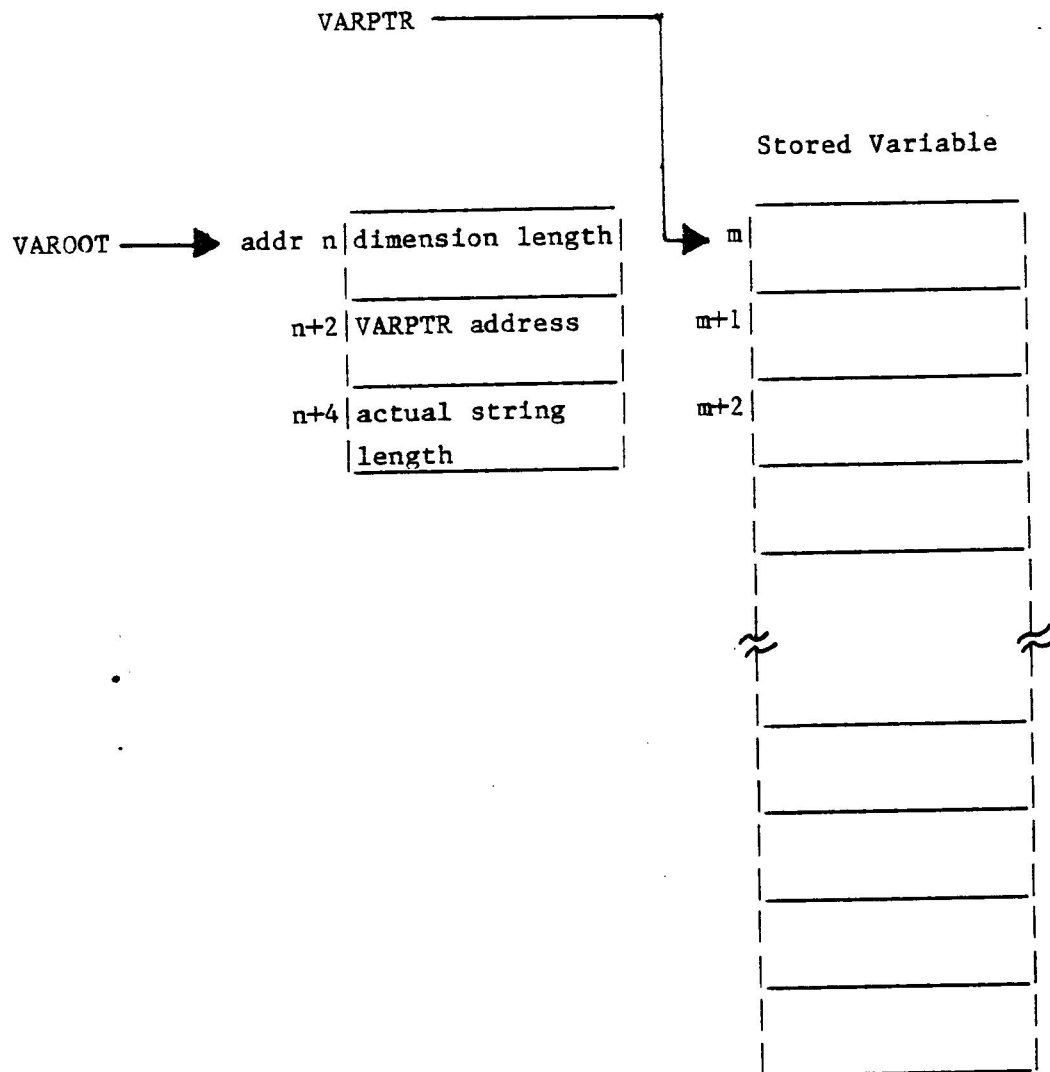 VARPTR
Stored Variable
VAROOT addr n dimension length m
n+2 VARPTR address m+1
n+4 actual string m+2
length